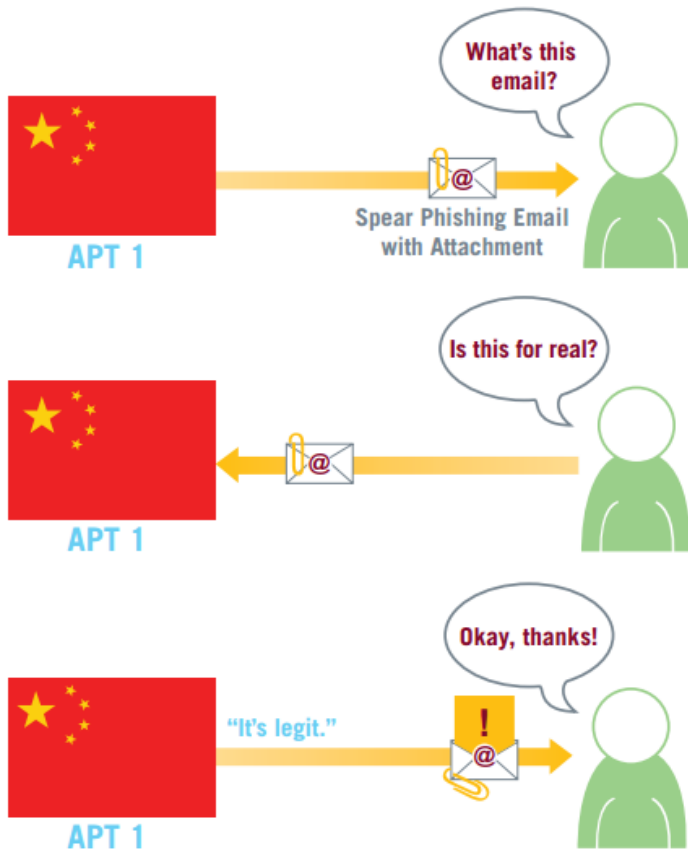 What's this
email?
@
Spear Phishing Email
with Attachment
APT 1
Is this for real?
@
APT 1
Okay, thanks!
“It's legit.”
!
@
APT 1